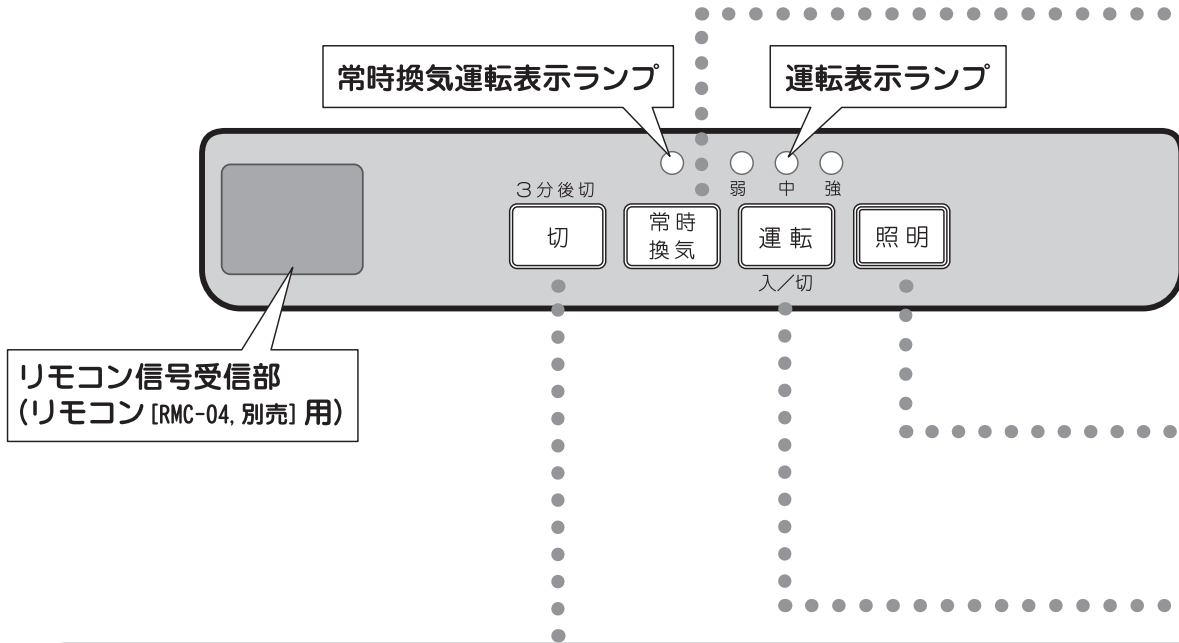 常時換気運転表示ランプ
運転表示ランプ
弱 中 強
3分後切
切
常時
換気
運転
照明
入／切
リモコン信号受信部
(リモコン [RMC-04, 別売] 用)